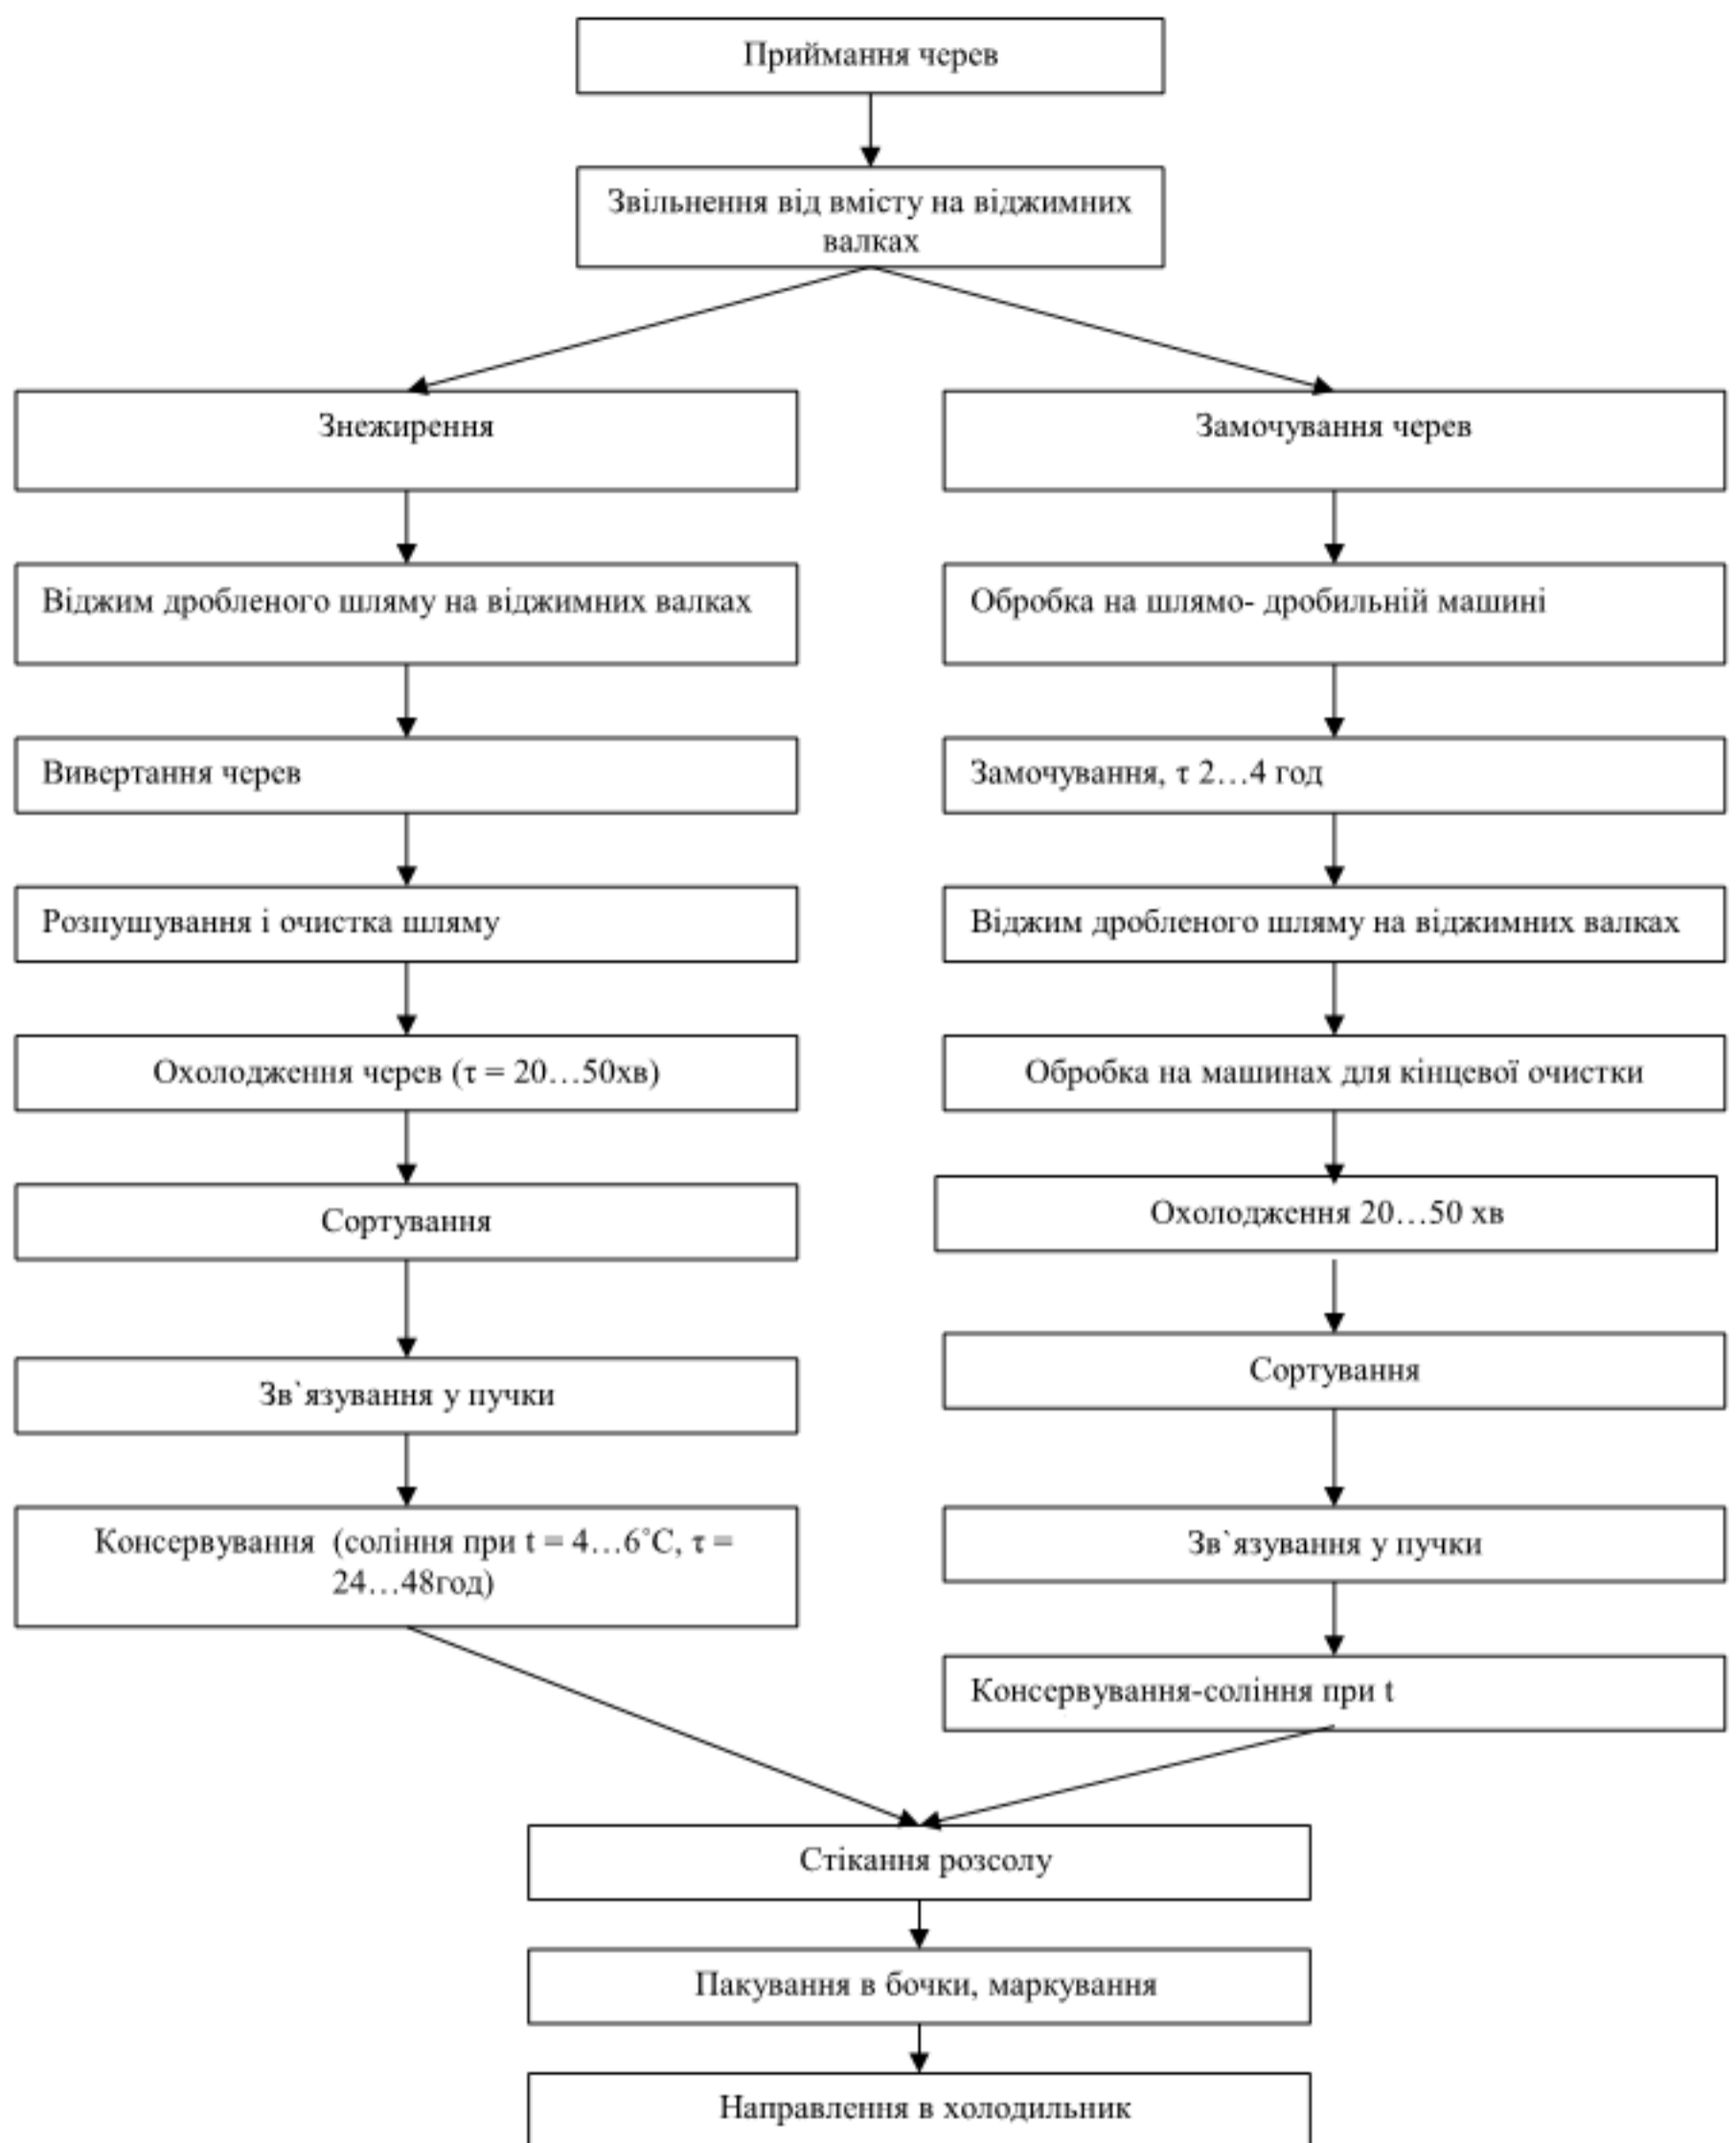 Приймання черев
Звільнення від вмісту на віджимних
валках
Знежирення
Віджим дробленого шляму на віджимних валках
Вивертання черев
Розпушування і очистка шляму
Охолодження черев (τ = 20…50хв)
Сортування
Зв`язування у пучки
Консервування (соління при t = 4…6˚С, τ =
24…48год)
Замочування черев
Обробка на шлямо- дробильній машині
Замочування, τ 2…4 год
Віджим дробленого шляму на віджимних валках
Обробка на машинах для кінцевої очистки
Охолодження 20…50 хв
Сортування
Зв`язування у пучки
Консервування-соління при t
Стікання розсолу
Пакування в бочки, маркування
Направлення в холодильник